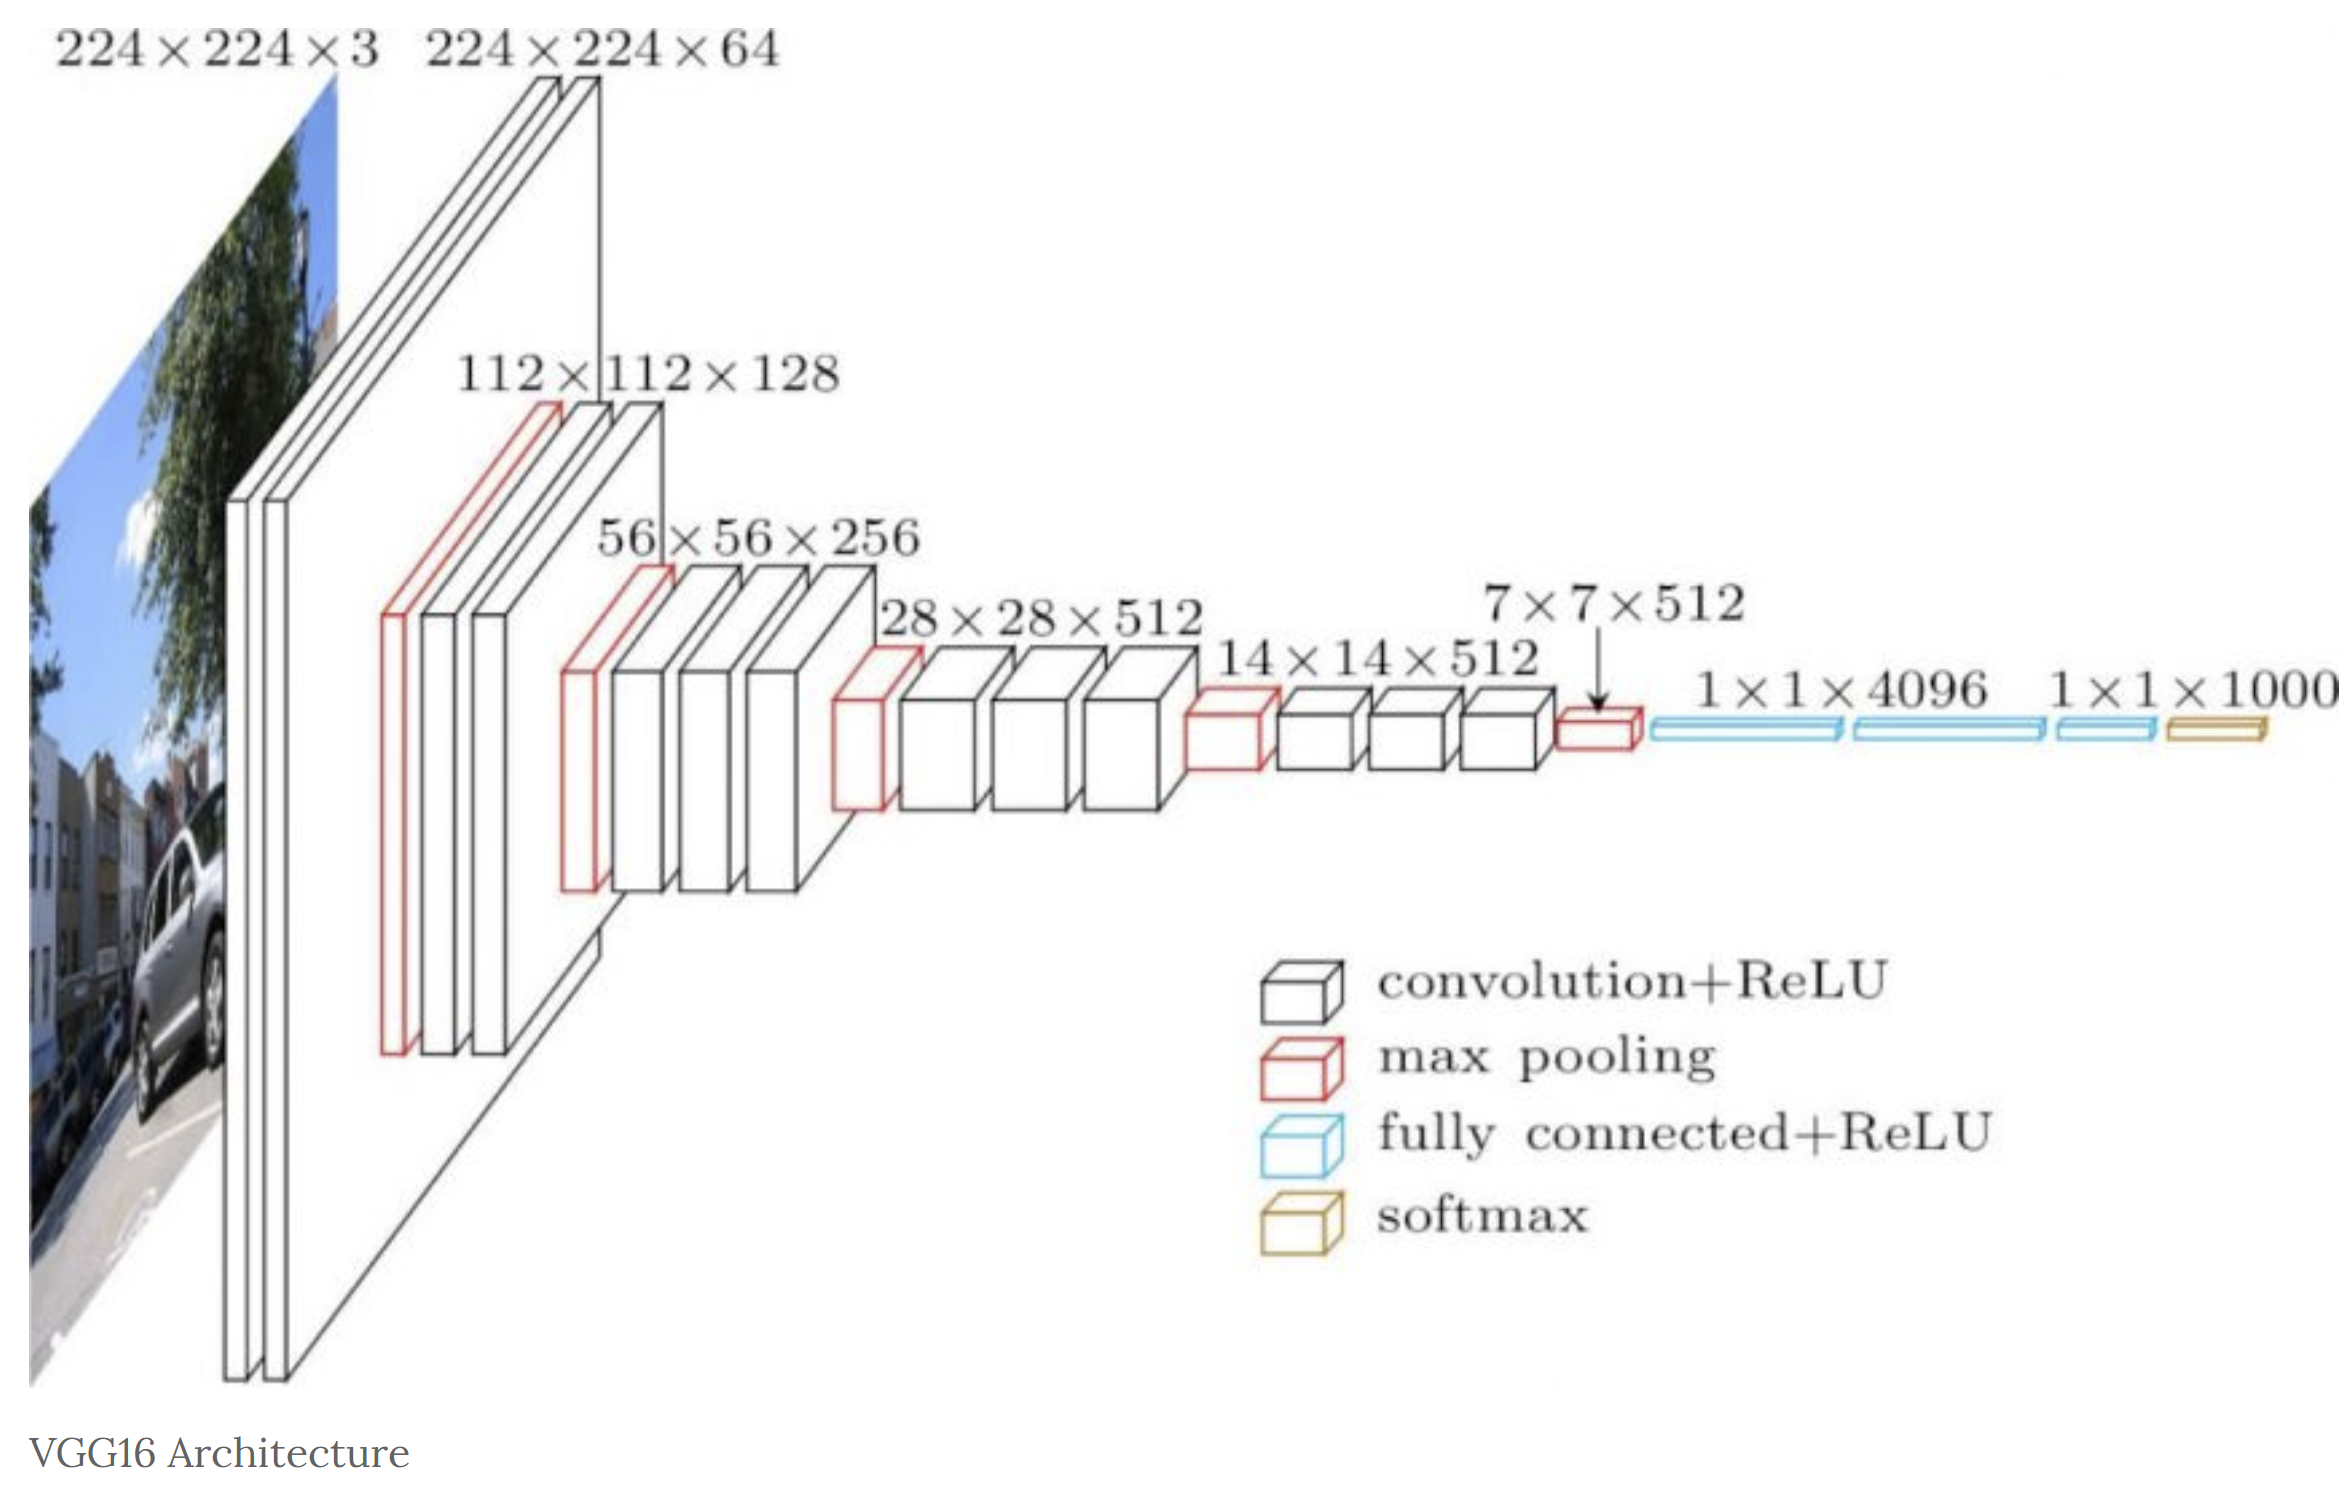 224×224×3 224×224×64
112×112×128
56×56×256
28×28×512
14×14×512
7×7×512
1×1×4096 1×1×1000
convolution+ReLU
max pooling
fully connected+ReLU
softmax
VGG16 Architecture